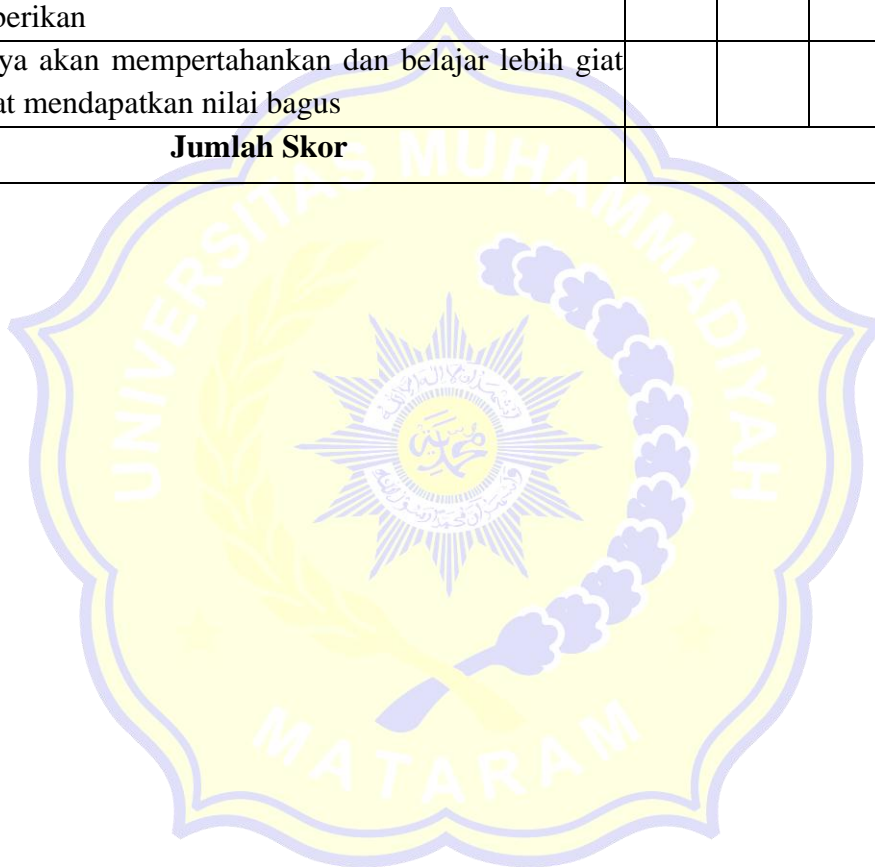 berikan
ya akan mempertahankan dan belajar lebih giat
at mendapatkan nilai bagus
Jumlah Skor
UNIVERSITAS MUHAMMADIYAH
MATARAM